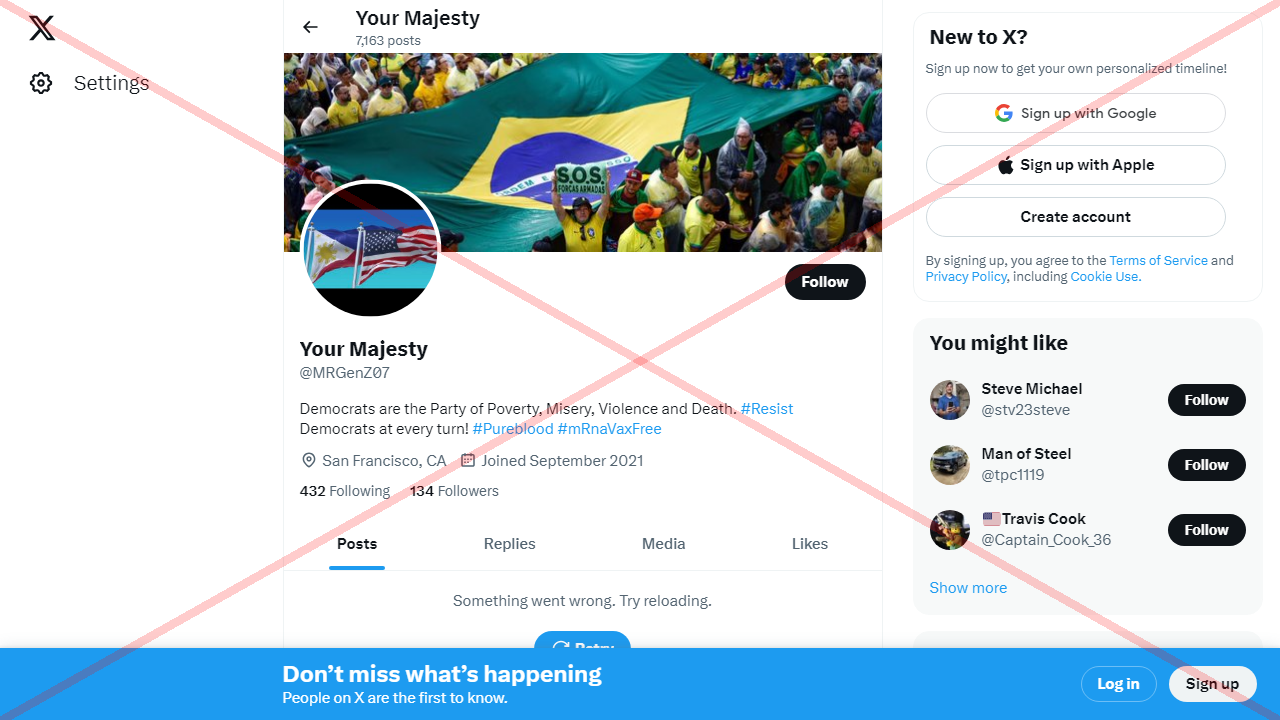 Your Majesty
7,163 posts
Settings
S.O.S.
FORÇAS ARMADAS
Follow
Your Majesty
@MRGenZ07
Democrats are the Party of Poverty, Misery, Violence and Death. #Resist
Democrats at every turn! #Pureblood #mRnaVaxFree
San Francisco, CA Joined September 2021
432 Following 134 Followers
Posts Replies Media Likes
Something went wrong. Try reloading.
Retry
New to X?
Sign up now to get your own personalized timeline!
Sign up with Google
Sign up with Apple
Create account
By signing up, you agree to the Terms of Service and
Privacy Policy, including Cookie Use.
You might like
Steve Michael
@stv23steve
Follow
Man of Steel
@tpc1119
Follow
Travis Cook
@Captain_Cook_36
Follow
Show more
Don’t miss what’s happening
People on X are the first to know.
Log in
Sign up